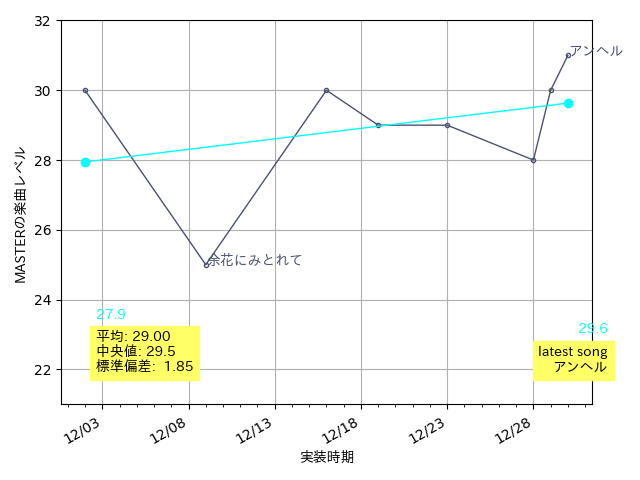 32
アンヘル
30
28
MASTERの楽曲レベル
26
余花にみとれて
24
27.9
29.6
平均: 29.00
中央値: 29.5
標準偏差: 1.85
latest song
アンヘル
22
12/03
12/08
12/13
12/18
12/23
12/28
実装時期